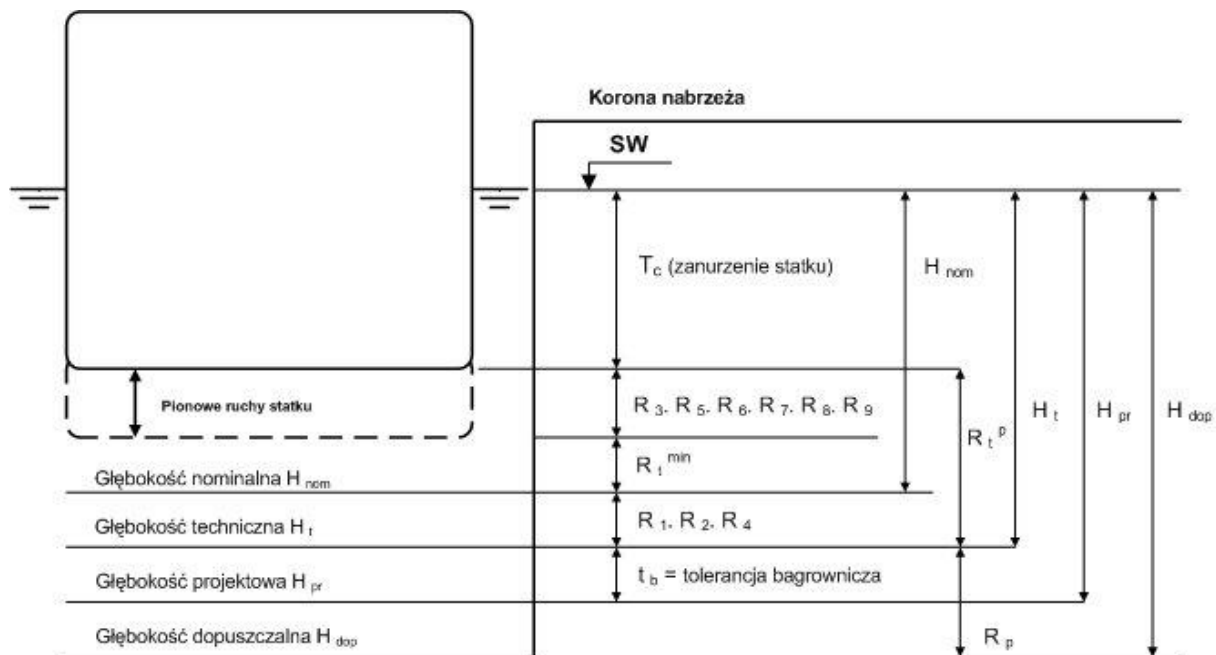 Korona nabrzeża
SW
T c (zanurzenie statku)
H nom
Pionowe ruchy statku
R 3, R 5, R 6, R 7, R 8, R 9
R t p
H t
H pr
H dop
R t min
Głębokość nominalna H nom
Głębokość techniczna H t
R 1, R 2, R 4
Głębokość projektowa H pr
t b = tolerancja bagrownicza
Głębokość dopuszczalna H dop
R p